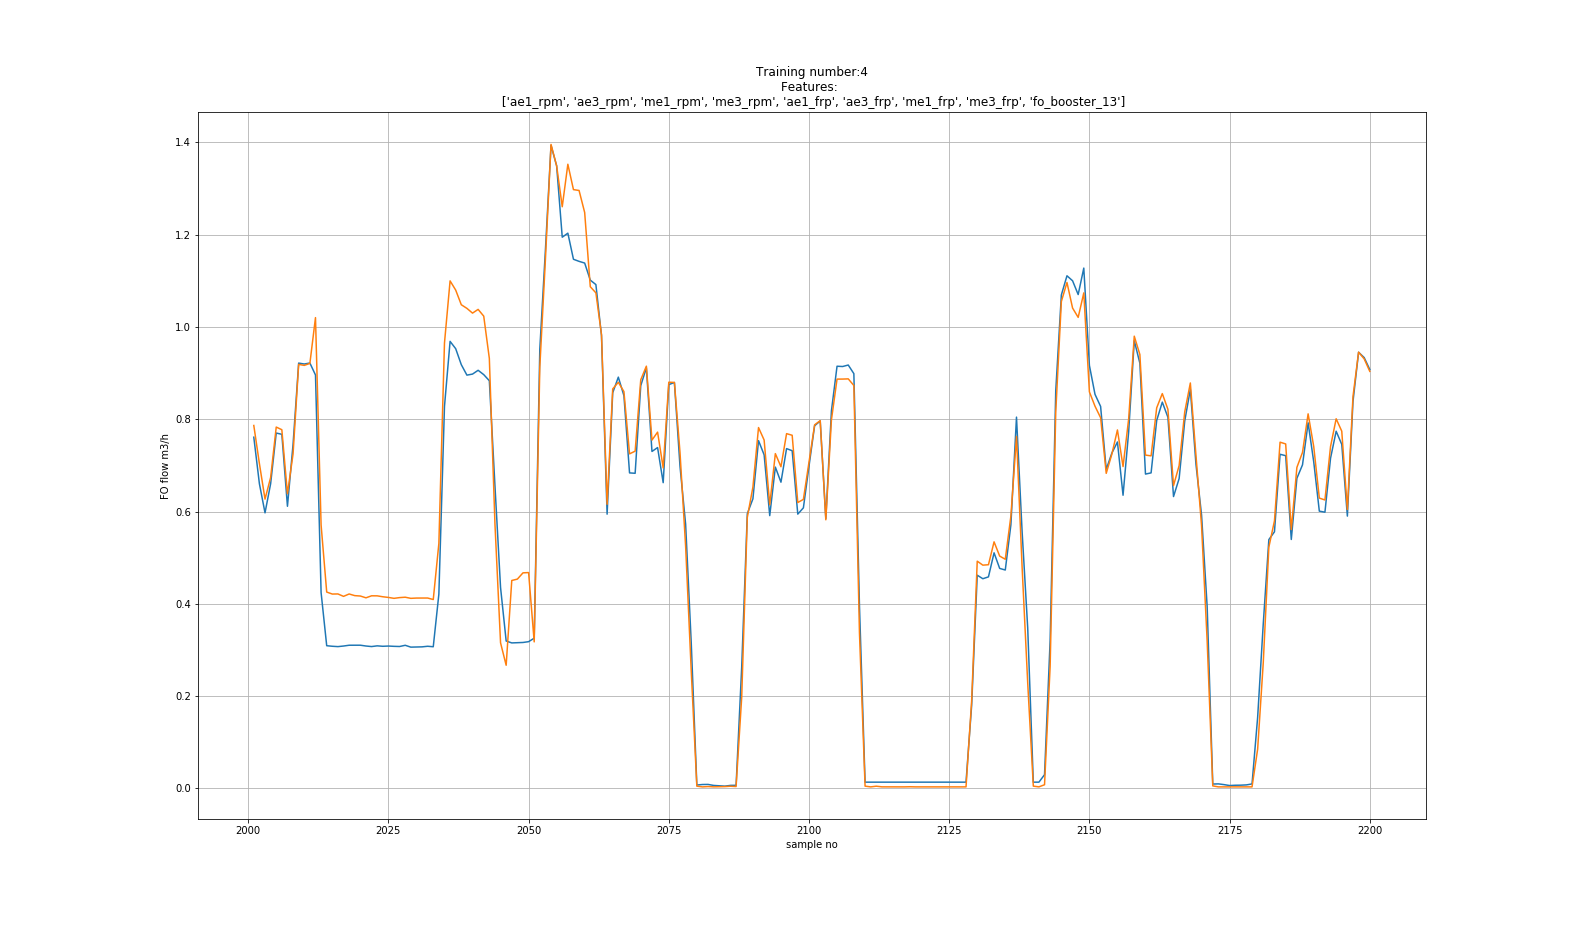 Training number:4
Features:
['ae1_rpm', 'ae3_rpm', 'me1_rpm', 'me3_rpm', 'ae1_frp', 'ae3_frp', 'me1_frp', 'me3_frp', 'fo_booster_13']
1.4
1.2
1.0
0.8
0.6
0.4
0.2
0.0
FO flow m3/h
2000 2025 2050 2075 2100 2125 2150 2175 2200
sample no